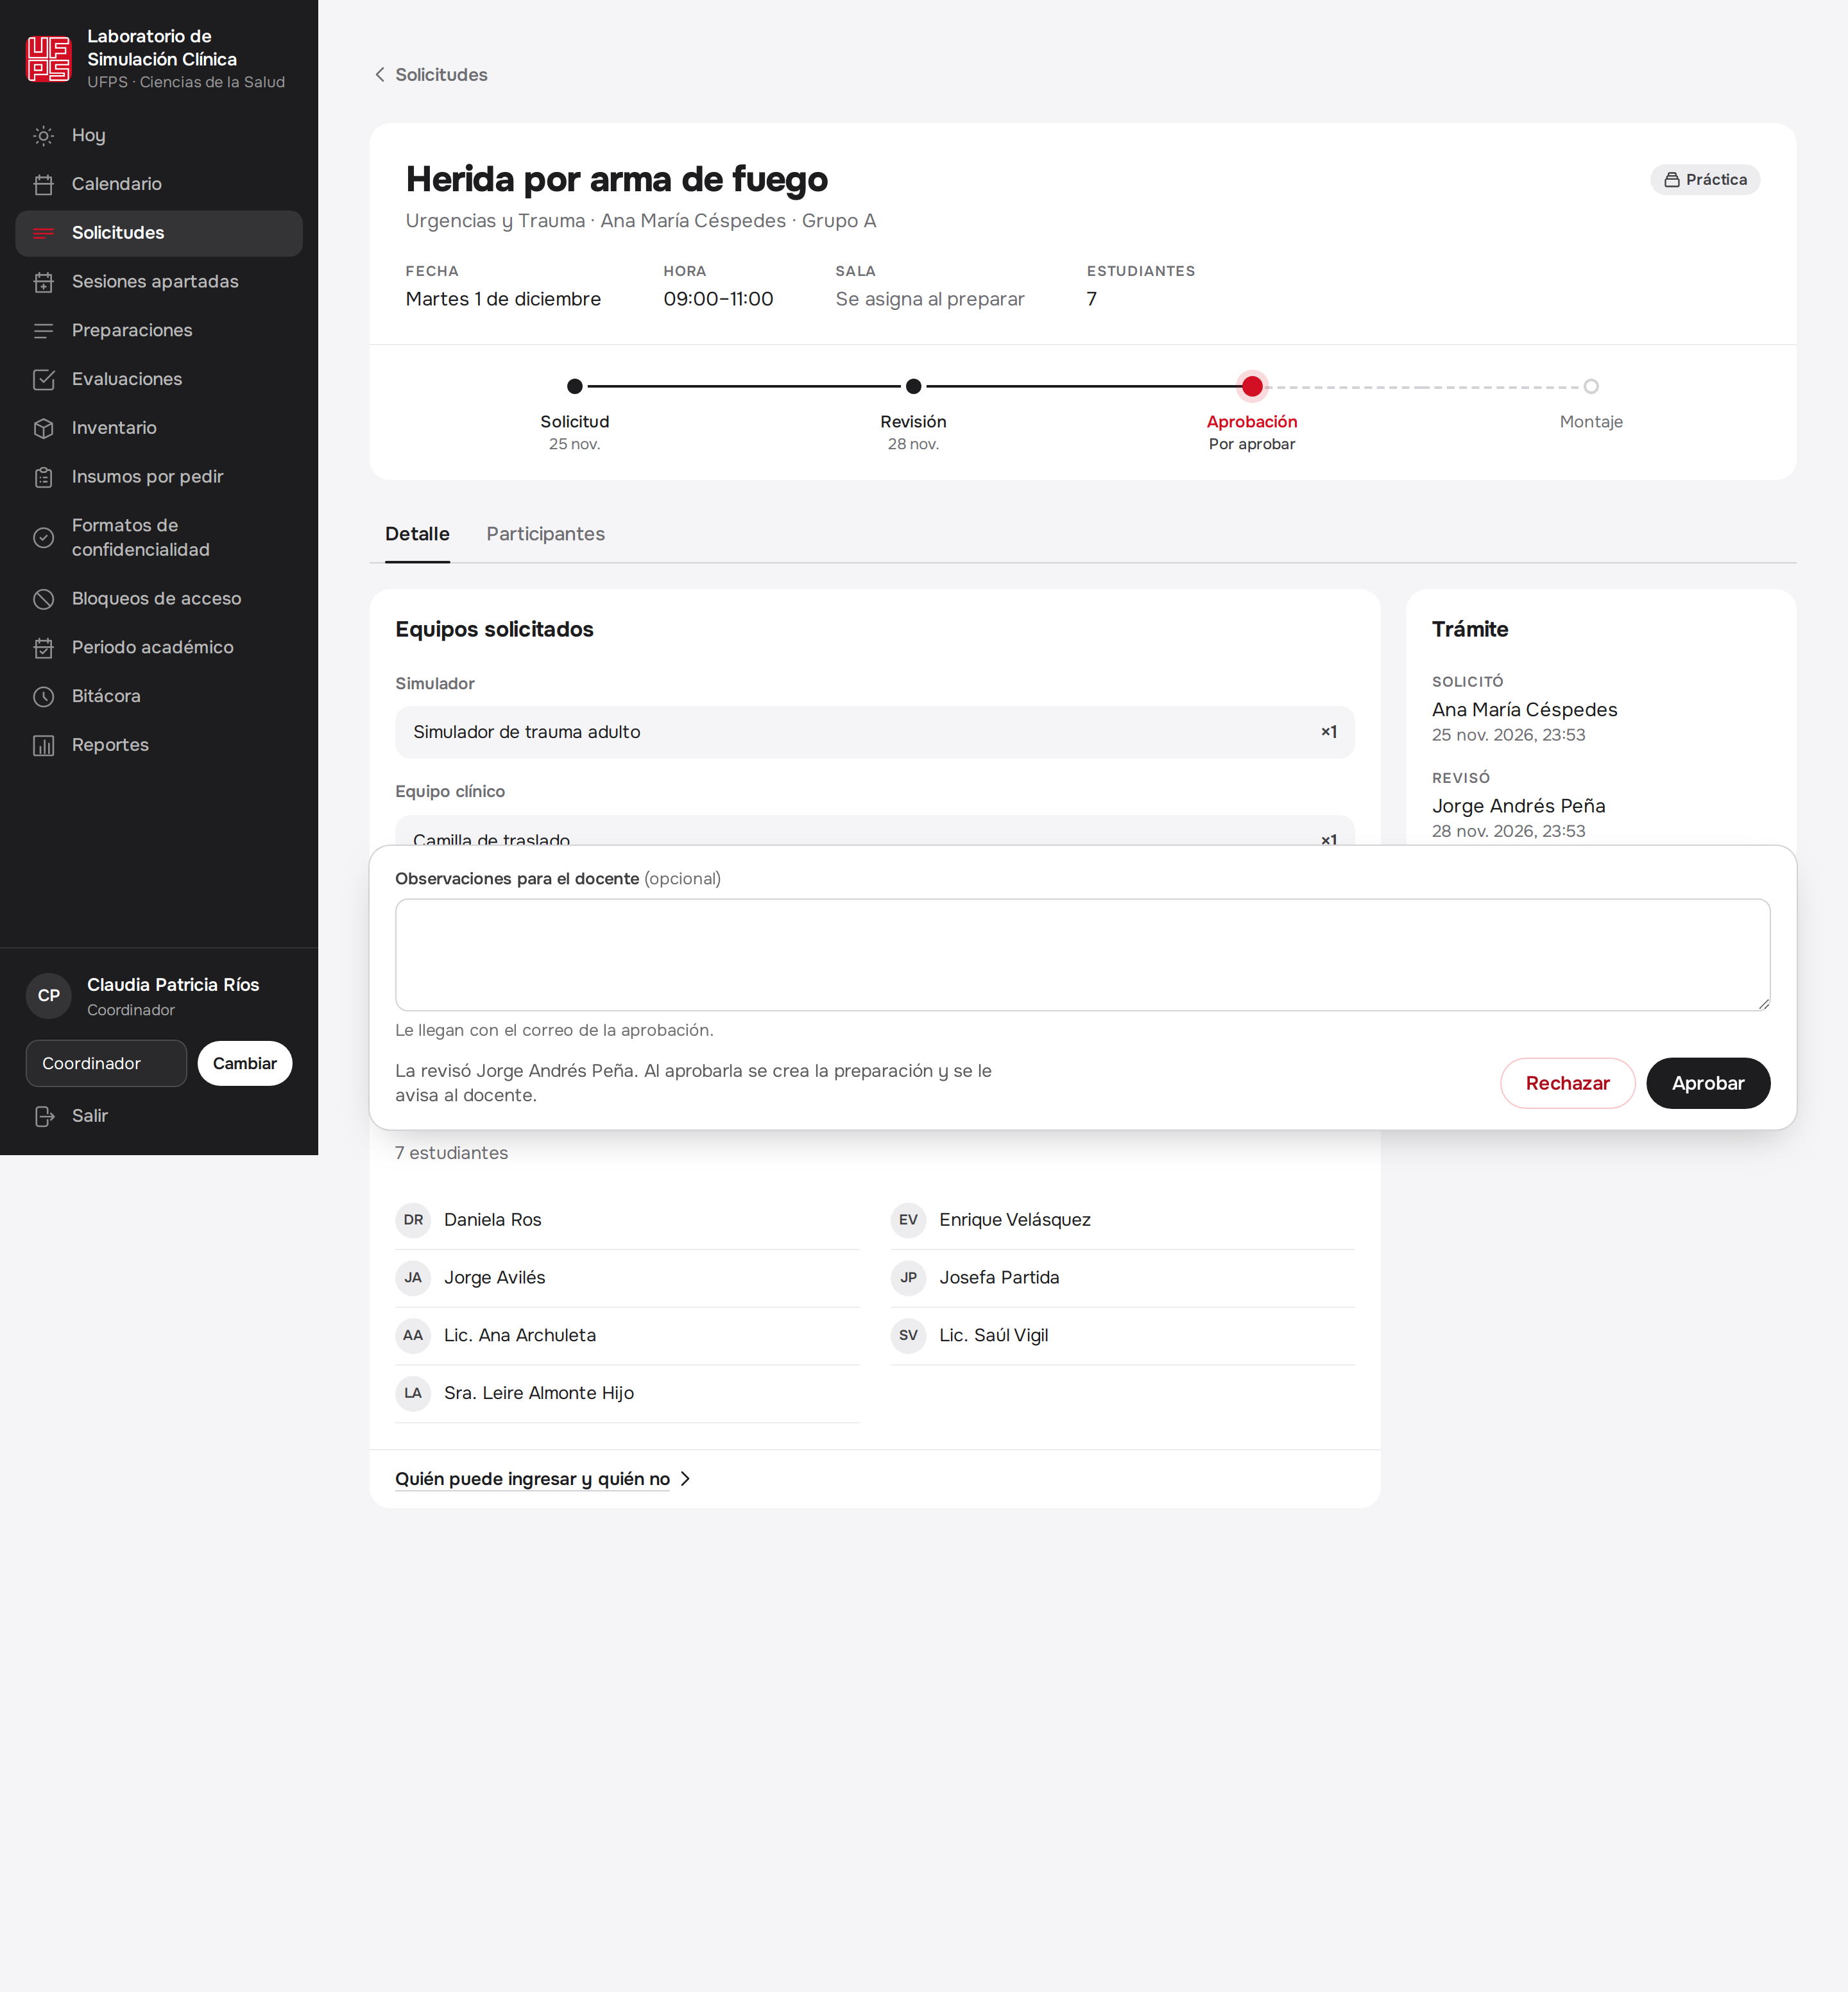 UFPS
Laboratorio de
Simulación Clínica
UFPS · Ciencias de la Salud
Hoy
Calendario
Solicitudes
Sesiones apartadas
Preparaciones
Evaluaciones
Inventario
Insumos por pedir
Formatos de
confidencialidad
Bloqueos de acceso
Periodo académico
Bitácora
Reportes
CP
Claudia Patricia Ríos
Coordinador
Coordinador
Cambiar
Salir
Solicitudes
Herida por arma de fuego
Práctica
Urgencias y Trauma · Ana María Céspedes · Grupo A
FECHA
Martes 1 de diciembre
HORA
09:00–11:00
SALA
Se asigna al preparar
ESTUDIANTES
7
Solicitud
25 nov.
Revisión
28 nov.
Aprobación
Por aprobar
Montaje
Detalle
Participantes
Equipos solicitados
Simulador
Simulador de trauma adulto ×1
Equipo clínico
Camilla de traslado ×1
Trámite
SOLICITÓ
Ana María Céspedes
25 nov. 2026, 23:53
REVISÓ
Jorge Andrés Peña
28 nov. 2026, 23:53
Observaciones para el docente (opcional)
Le llegan con el correo de la aprobación.
La revisó Jorge Andrés Peña. Al aprobarla se crea la preparación y se le
avisa al docente.
Rechazar
Aprobar
7 estudiantes
DR Daniela Ros
EV Enrique Velásquez
JA Jorge Avilés
JP Josefa Partida
AA Lic. Ana Archuleta
SV Lic. Saúl Vigil
LA Sra. Leire Almonte Hijo
Quién puede ingresar y quién no